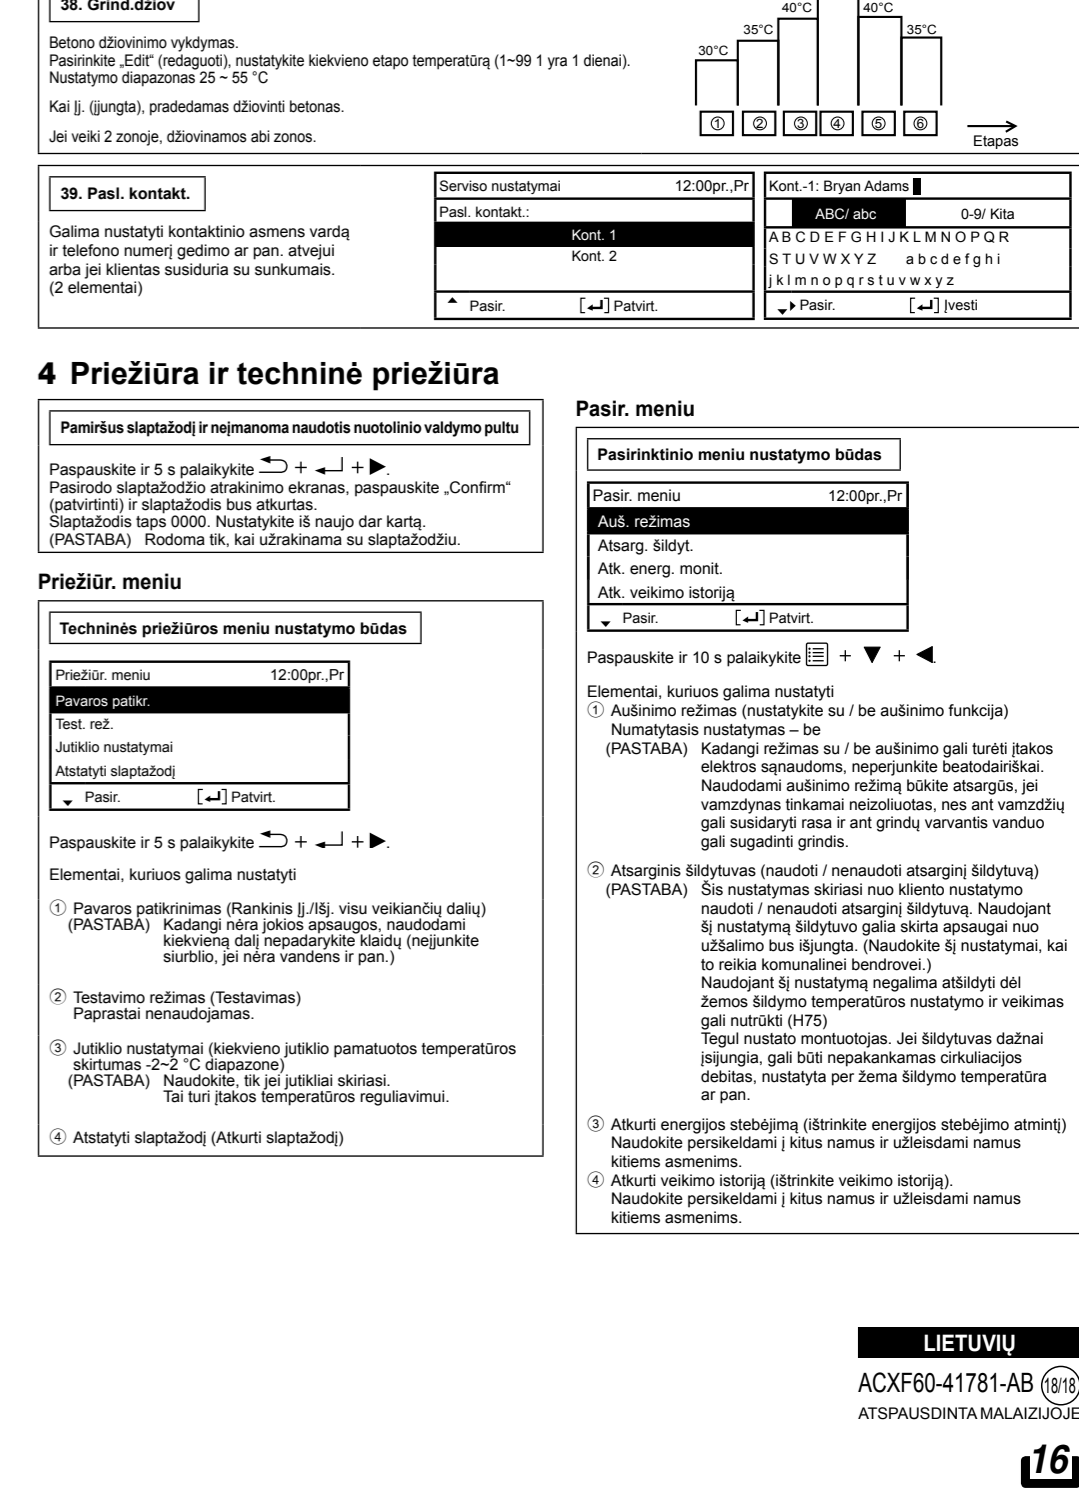 38. Grind.džiov
Betono džiovinimo vykdymas.
Pasirinkite „Edit“ (redaguoti), nustatykite kiekvieno etapo temperatūrą (1~99 1 yra 1 dienai).
Nustatymo diapazonas 25 ~ 55 °C
Kai Įj. (įjungta), pradedamas džiovinti betonas.
Jei veiki 2 zonoje, džiovinamos abi zonos.
30°C
35°C
40°C
40°C
35°C
① ② ③ ④ ⑤ ⑥
Etapas
39. Pasl. kontakt.
Galima nustatyti kontaktinio asmens vardą
ir telefono numerį gedimo ar pan. atvejui
arba jei klientas susiduria su sunkumais.
(2 elementai)
Serviso nustatymai 12:00pr.,Pr
Pasl. kontakt.:
Kont. 1
Kont. 2
Pasir. [↵] Patvirt.
Kont.-1: Bryan Adams
ABC/ abc 0-9/ Kita
A B C D E F G H I J K L M N O P Q R
S T U V W X Y Z a b c d e f g h i
j k l m n o p q r s t u v w x y z
Pasir. [↵] Įvesti
4 Priežiūra ir techninė priežiūra
Pamiršus slaptažodį ir neįmanoma naudotis nuotolinio valdymo pultu
Paspauskite ir 5 s palaikykite ⮌ + ↵ + ▶.
Pasirodo slaptažodžio atrakinimo ekranas, paspauskite „Confirm“
(patvirtinti) ir slaptažodis bus atkurtas.
Slaptažodis taps 0000. Nustatykite iš naujo dar kartą.
(PASTABA) Rodoma tik, kai užrakinama su slaptažodžiu.
Priežiūr. meniu
Techninės priežiūros meniu nustatymo būdas
Priežiūr. meniu 12:00pr.,Pr
Pavaros patikr.
Test. rež.
Jutiklio nustatymai
Atstatyti slaptažodį
Pasir. [↵] Patvirt.
Paspauskite ir 5 s palaikykite ⮌ + ↵ + ▶.
Elementai, kuriuos galima nustatyti
① Pavaros patikrinimas (Rankinis Įj./Išj. visu veikiančių dalių)
(PASTABA) Kadangi nėra jokios apsaugos, naudodami
kiekvieną dalį nepadarykite klaidų (neįjunkite
siurblio, jei nėra vandens ir pan.)
② Testavimo režimas (Testavimas)
Paprastai nenaudojamas.
③ Jutiklio nustatymai (kiekvieno jutiklio pamatuotos temperatūros
skirtumas -2~2 °C diapazone)
(PASTABA) Naudokite, tik jei jutikliai skiriasi.
Tai turi įtakos temperatūros reguliavimui.
④ Atstatyti slaptažodį (Atkurti slaptažodį)
Pasir. meniu
Pasirinktinio meniu nustatymo būdas
Pasir. meniu 12:00pr.,Pr
Auš. režimas
Atsarg. šildyt.
Atk. energ. monit.
Atk. veikimo istoriją
Pasir. [↵] Patvirt.
Paspauskite ir 10 s palaikykite + ▼ + ◀.
Elementai, kuriuos galima nustatyti
① Aušinimo režimas (nustatykite su / be aušinimo funkcija)
Numatytasis nustatymas – be
(PASTABA) Kadangi režimas su / be aušinimo gali turėti įtakos
elektros sąnaudoms, neperjunkite beatodairiškai.
Naudodami aušinimo režimą būkite atsargūs, jei
vamzdynas tinkamai neizoliuotas, nes ant vamzdžių
gali susidaryti rasa ir ant grindų varvantis vanduo
gali sugadinti grindis.
② Atsarginis šildytuvas (naudoti / nenaudoti atsarginį šildytuvą)
(PASTABA) Šis nustatymas skiriasi nuo kliento nustatymo
naudoti / nenaudoti atsarginį šildytuvą. Naudojant
šį nustatymą šildytuvo galia skirta apsaugai nuo
užšalimo bus išjungta. (Naudokite šį nustatymai, kai
to reikia komunalinei bendrovei.)
Naudojant šį nustatymą negalima atšildyti dėl
žemos šildymo temperatūros nustatymo ir veikimas
gali nutrūkti (H75)
Tegul nustato montuotojas. Jei šildytuvas dažnai
įsijungia, gali būti nepakankamas cirkuliacijos
debitas, nustatyta per žema šildymo temperatūra
ar pan.
③ Atkurti energijos stebėjimą (ištrinkite energijos stebėjimo atmintį)
Naudokite persikeldami į kitus namus ir užleisdami namus
kitiems asmenims.
④ Atkurti veikimo istoriją (ištrinkite veikimo istoriją).
Naudokite persikeldami į kitus namus ir užleisdami namus
kitiems asmenims.
LIETUVIŲ
ACXF60-41781-AB 18/18
ATSPAUSDINTA MALAIZIJOJE
16